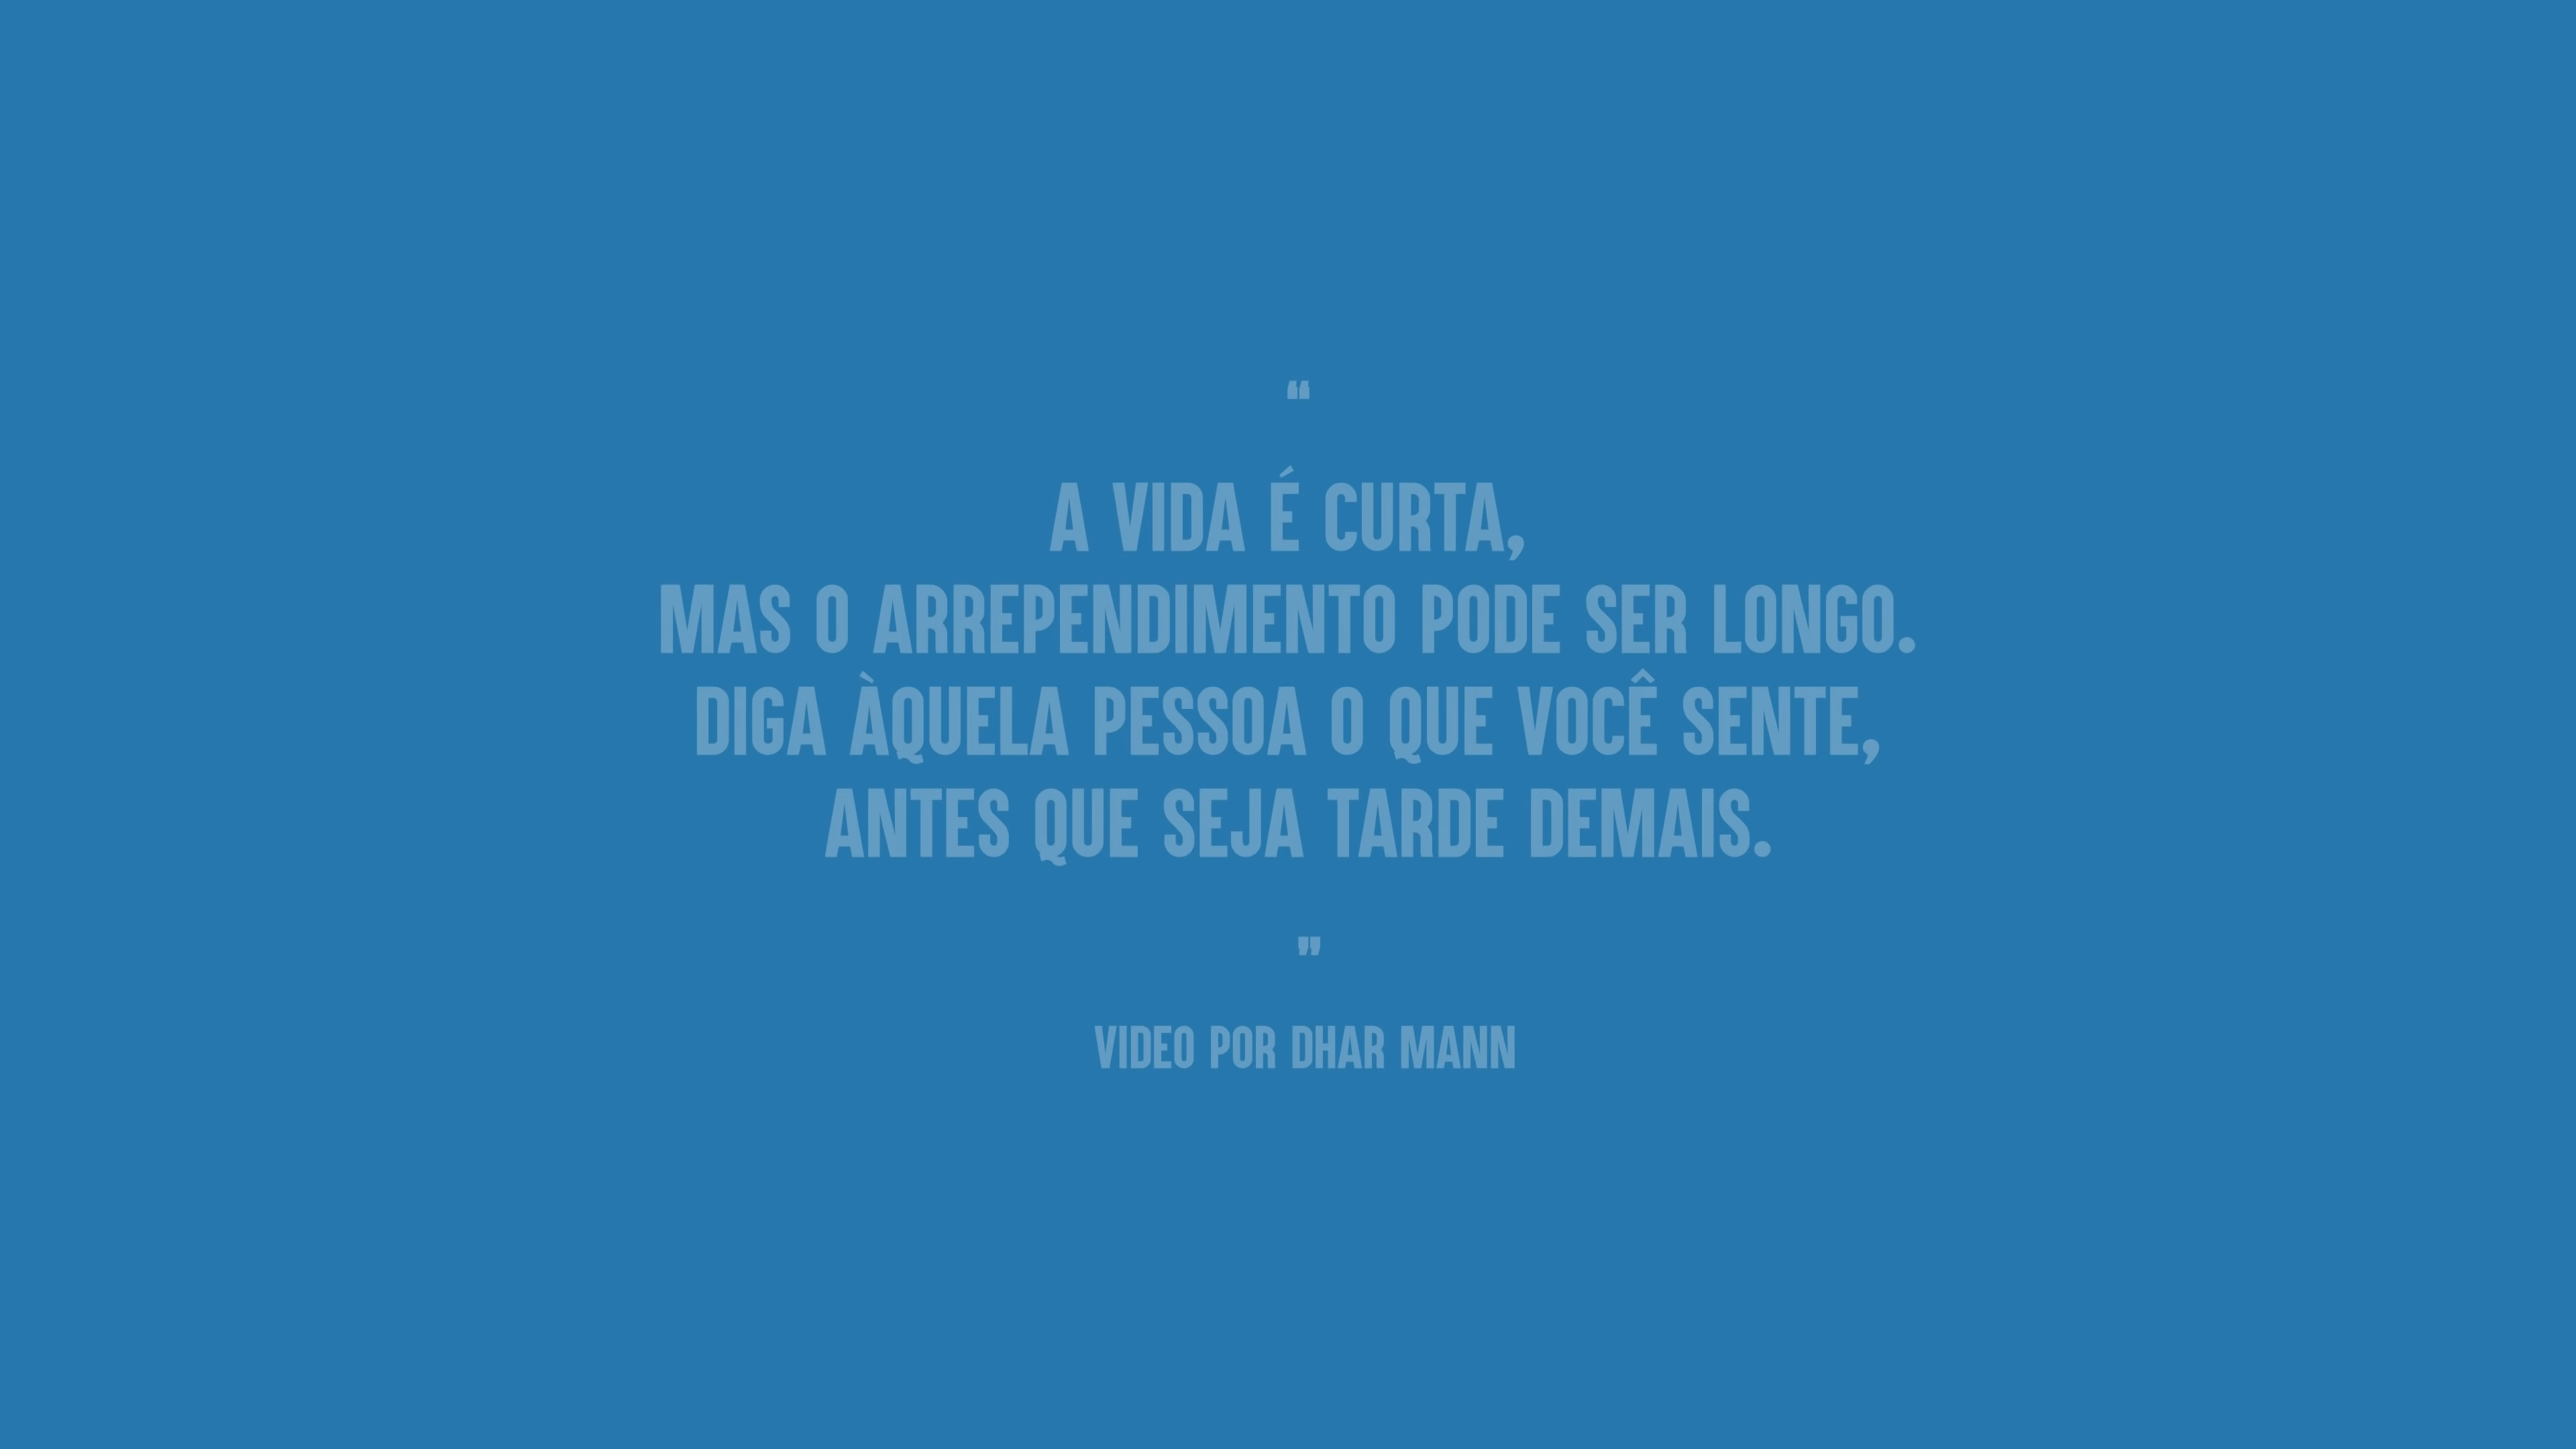 “
A VIDA É CURTA,
MAS O ARREPENDIMENTO PODE SER LONGO.
DIGA ÀQUELA PESSOA O QUE VOCÊ SENTE,
ANTES QUE SEJA TARDE DEMAIS.
”
VIDEO POR DHAR MANN